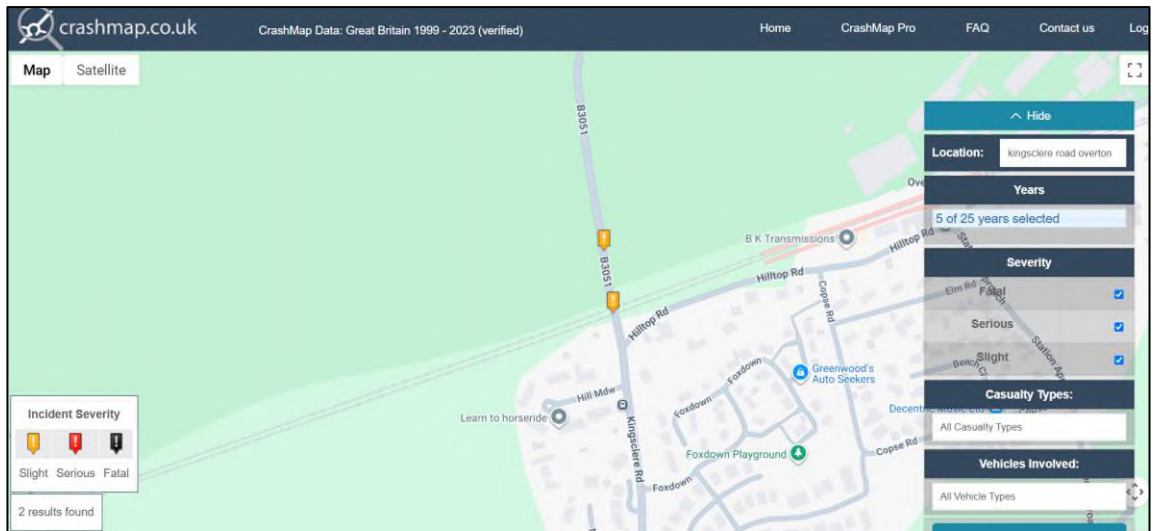 crashmap.co.uk
CrashMap Data: Great Britain 1999 - 2023 (verified)
Home
CrashMap Pro
FAQ
Contact us
Log
Map
Satellite
B3051
Hide
Location:
kingsclere road overton
Years
5 of 25 years selected
Severity
Fatal
Serious
Slight
Casualty Types:
All Casualty Types
Vehicles Involved:
All Vehicle Types
B K Transmissions
Hilltop Rd
Hilltop Rd
Ove
Elm Rd
B3051
Hilltop Rd
Copse Rd
Greenwood's
Auto Seekers
Foxdown
Hill Mdw
Foxdown
Learn to horseride
Kingsclere Rd
Foxdown Playground
Copse Rd
Foxdown
Incident Severity
Slight Serious Fatal
2 results found